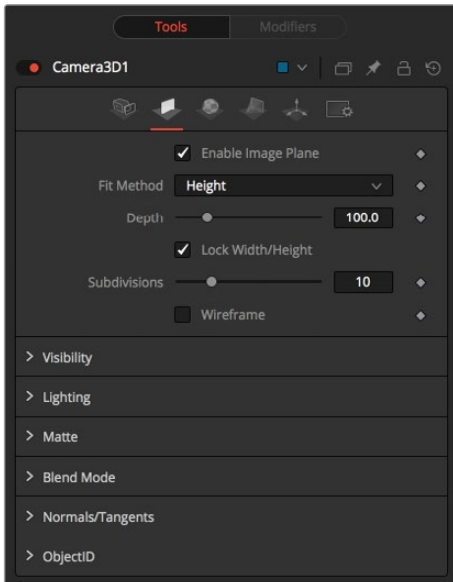 Tools Modifiers
Camera3D1
Enable Image Plane
Fit Method Height
Depth 100.0
Lock Width/Height
Subdivisions 10
Wireframe
Visibility
Lighting
Matte
Blend Mode
Normals/Tangents
ObjectID